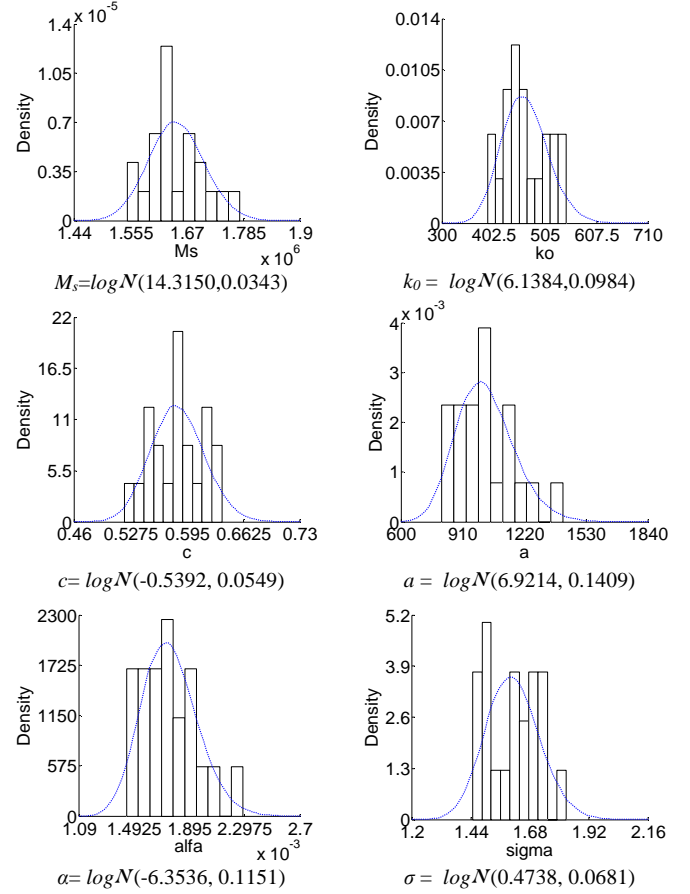 x 10⁻⁵
1.4
1.05
0.7
0.35
0
Density
1.44 1.555 1.67 1.785 1.9
Ms
x 10⁶
Mₛ=logN(14.3150,0.0343)
0.014
0.0105
0.007
0.0035
0
Density
300 402.5 505 607.5 710
ko
k₀ = logN(6.1384,0.0984)
22
16.5
11
5.5
0
Density
0.46 0.5275 0.595 0.6625 0.73
c
c= logN(-0.5392, 0.0549)
x 10⁻³
4
3
2
1
0
Density
600 910 1220 1530 1840
a
a = logN(6.9214, 0.1409)
2300
1725
1150
575
0
Density
1.09 1.4925 1.895 2.2975 2.7
alfa
x 10⁻³
α= logN(-6.3536, 0.1151)
5.2
3.9
2.6
1.3
0
Density
1.2 1.44 1.68 1.92 2.16
sigma
σ = logN(0.4738, 0.0681)